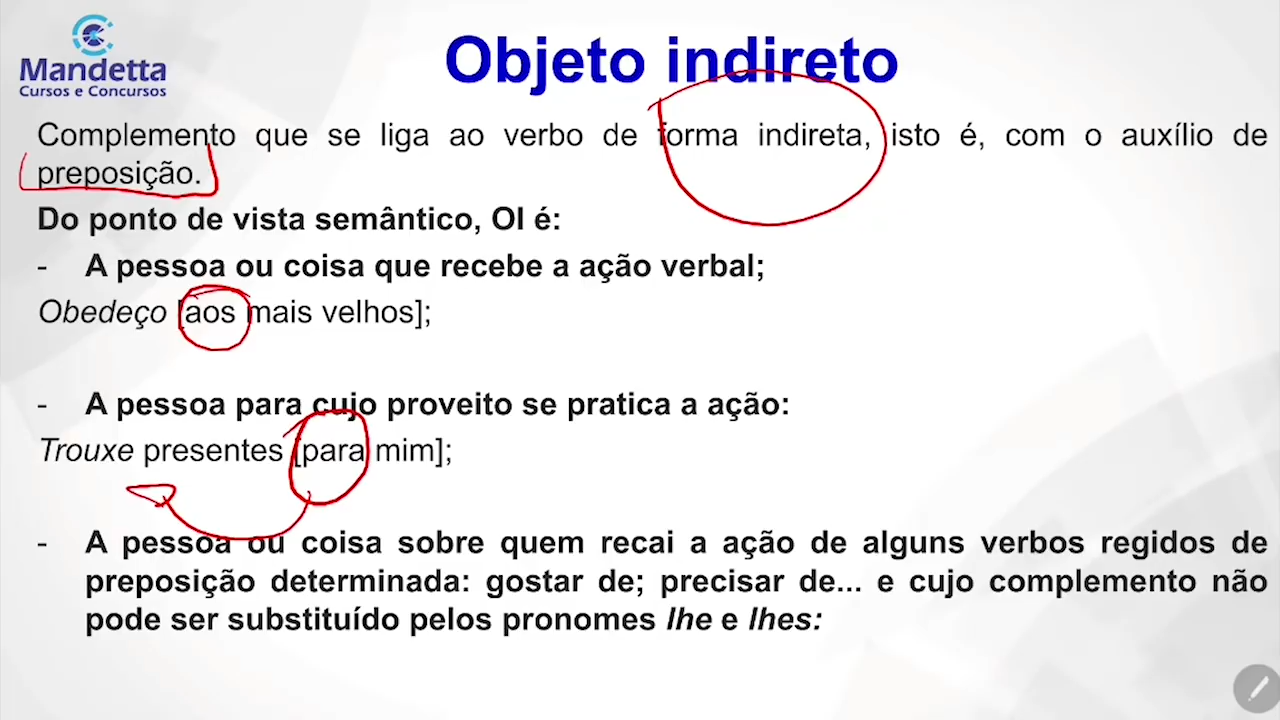 Mandetta
Cursos e Concursos
Objeto indireto
Complemento que se liga ao verbo de forma indireta, isto é, com o auxílio de
preposição.
Do ponto de vista semântico, OI é:
- A pessoa ou coisa que recebe a ação verbal;
Obedeço [aos mais velhos];
- A pessoa para cujo proveito se pratica a ação:
Trouxe presentes [para mim];
- A pessoa ou coisa sobre quem recai a ação de alguns verbos regidos de
preposição determinada: gostar de; precisar de... e cujo complemento não
pode ser substituído pelos pronomes lhe e lhes: